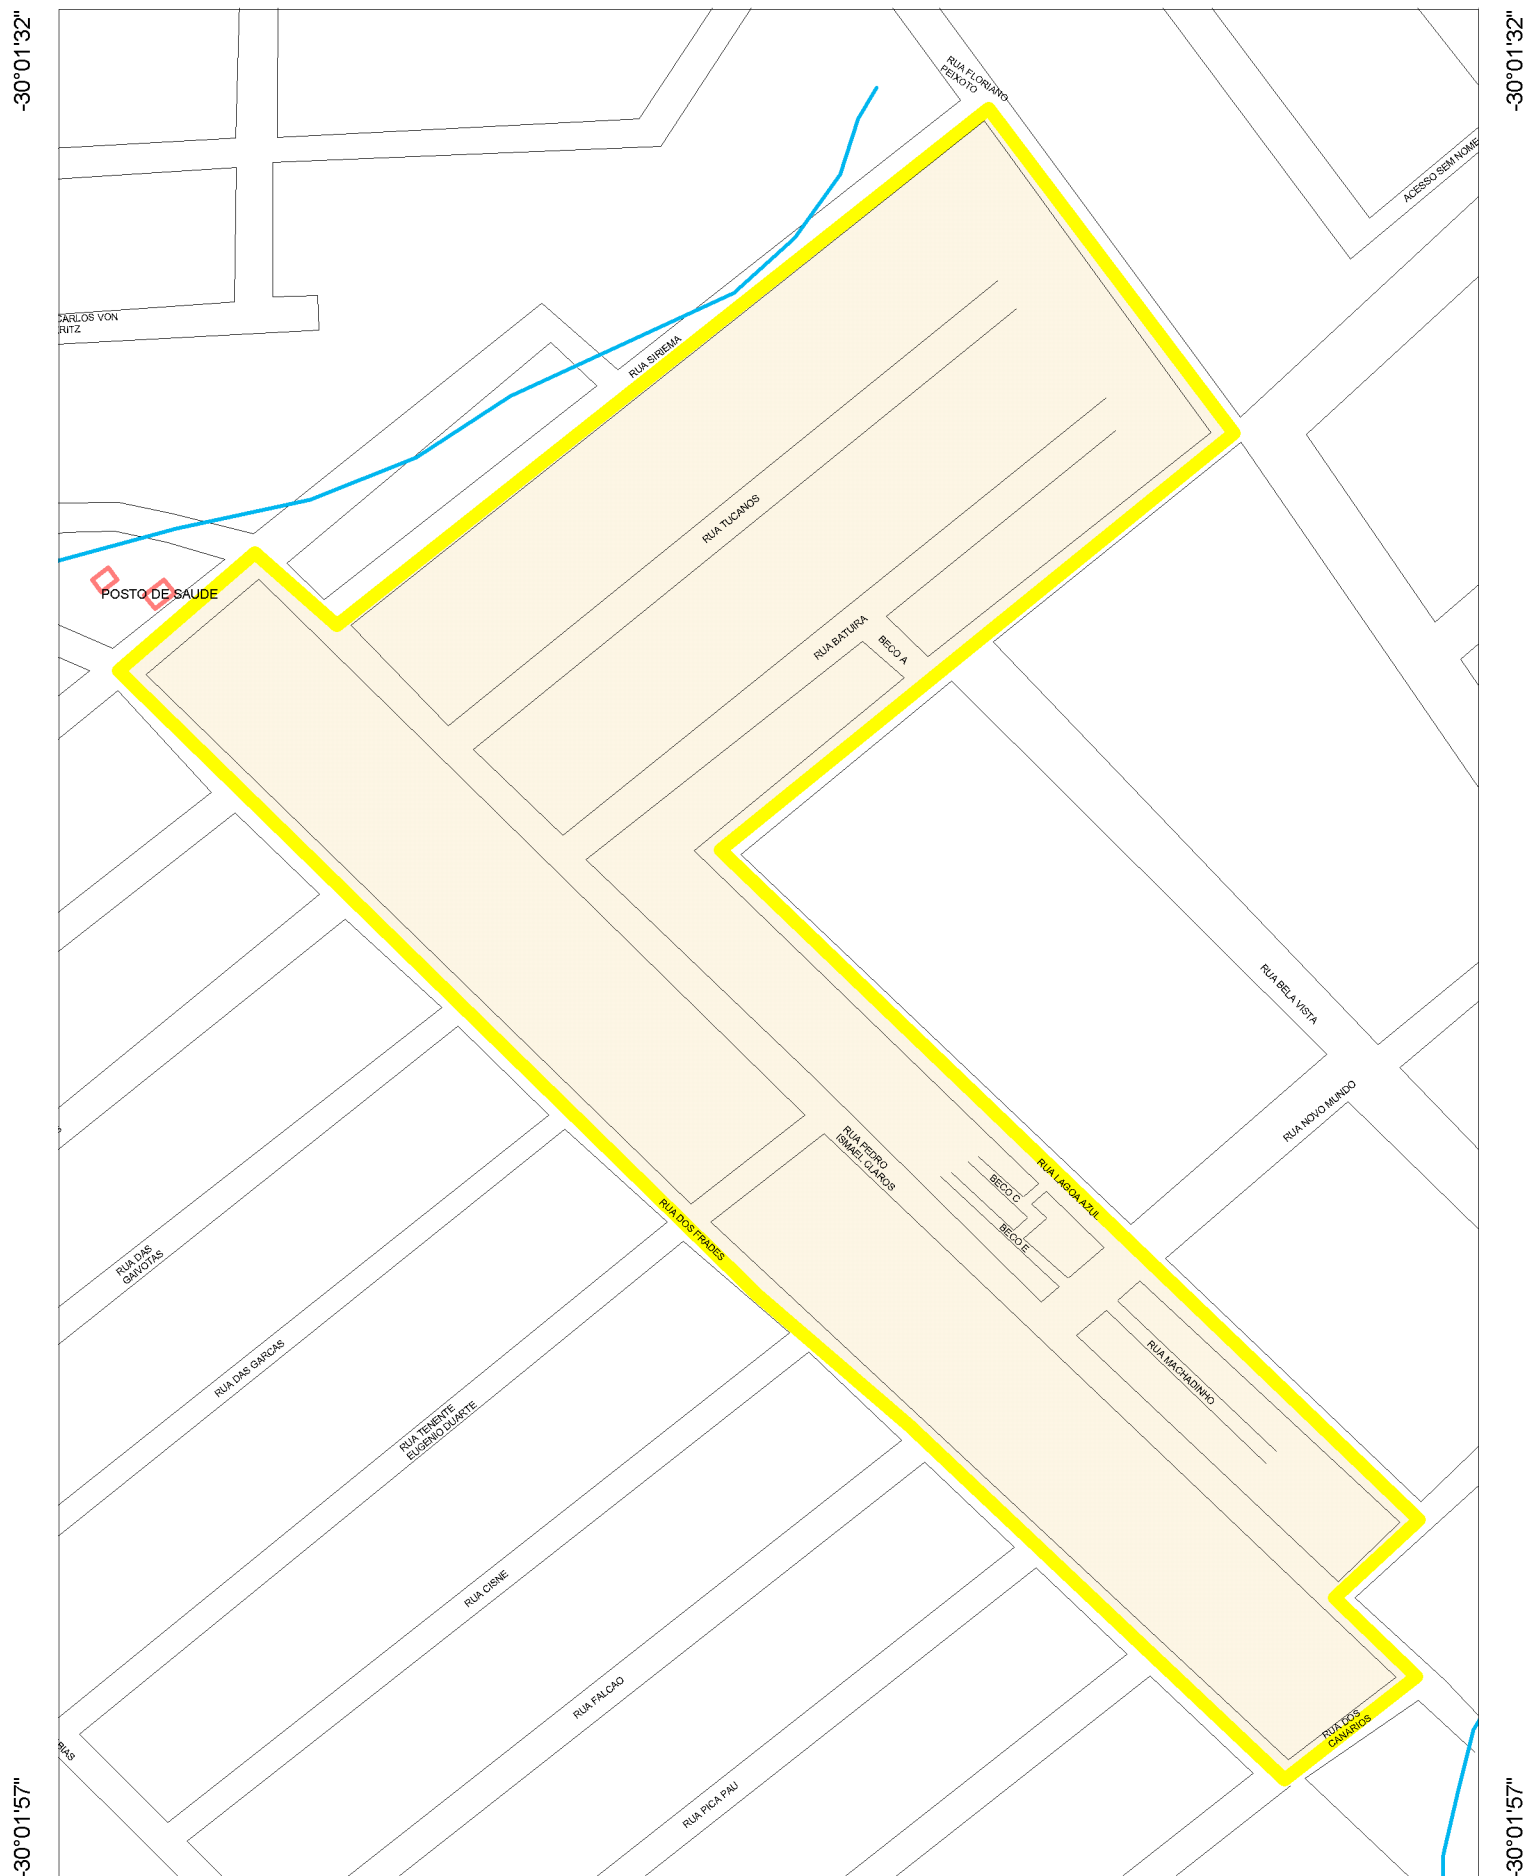 -30°01'32"
-30°01'32"
RUA FLORIANO
PEIXOTO
ACESSO SEM NOME
CARLOS VON
RITZ
RUA SIRIEMA
RUA TUCANOS
POSTO DE SAUDE
RUA BATUIRA
BECO A
RUA BELA VISTA
RUA NOVO MUNDO
RUA PEDRO
ISMAEL CLAROS
BECO C
RUA LAGOA AZUL
BECO E
RUA DOS FRADES
RUA DAS
GAIVOTAS
RUA DAS GARCAS
RUA MACHADINHO
RUA TENENTE
EUGENIO DUARTE
RUA CISNE
RUA FALCAO
RUA DOS
CANARIOS
RIAS
RUA PICA PAU
-30°01'57"
-30°01'57"